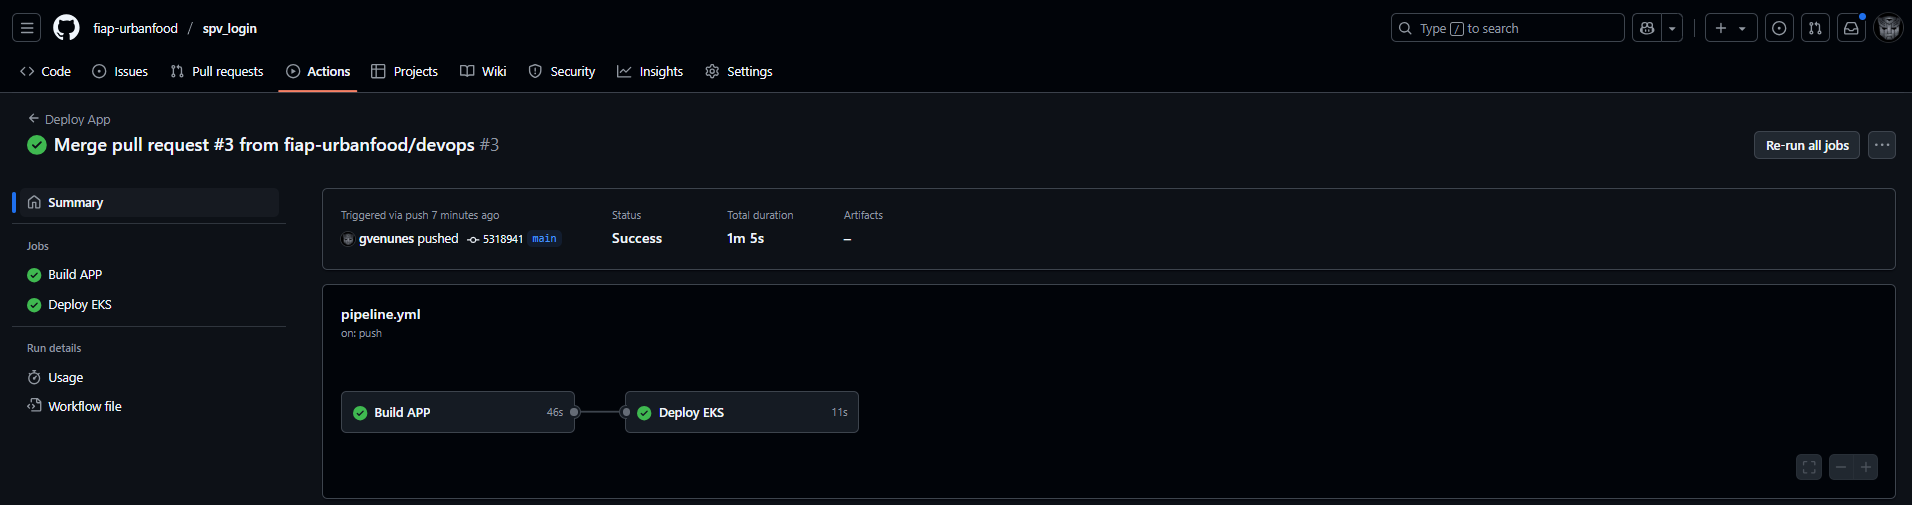 fiap-urbanfood / spv_login
Type / to search
Code Issues Pull requests Actions Projects Wiki Security Insights Settings
Deploy App
Merge pull request #3 from fiap-urbanfood/devops #3
Re-run all jobs
Summary
Jobs
Build APP
Deploy EKS
Run details
Usage
Workflow file
Triggered via push 7 minutes ago
gvenunes pushed 5318941 main
Status
Success
Total duration
1m 5s
Artifacts
–
pipeline.yml
on: push
Build APP 46s
Deploy EKS 11s